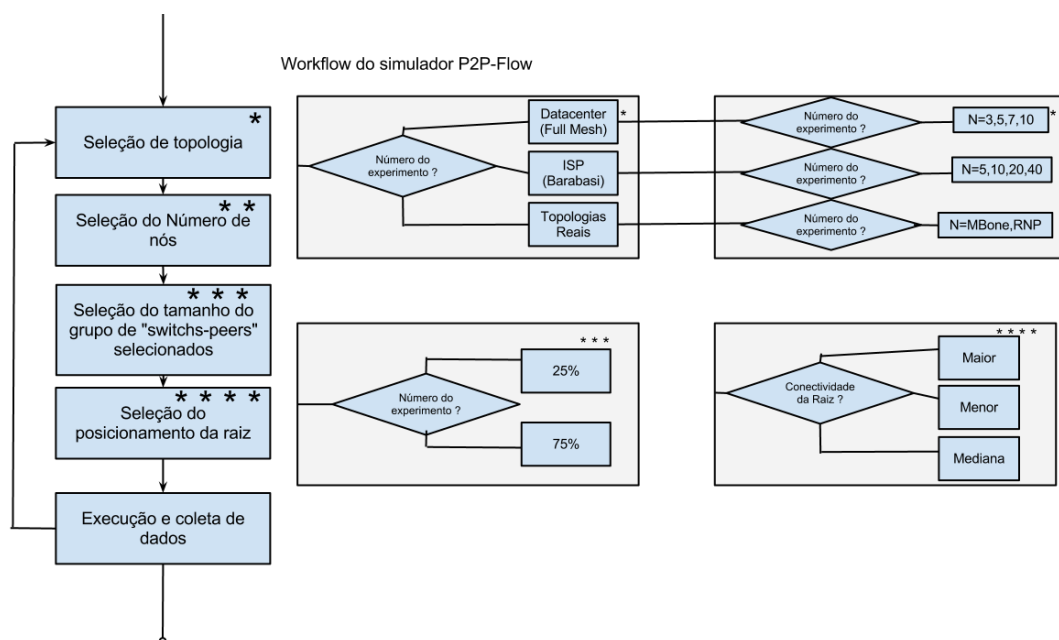 Workflow do simulador P2P-Flow
*
Seleção de topologia
* *
Seleção do Número de
nós
* * *
Seleção do tamanho do
grupo de "switchs-peers"
selecionados
* * * *
Seleção do
posicionamento da raiz
Execução e coleta de
dados
Número do
experimento ?
Datacenter
(Full Mesh)
*
ISP
(Barabasi)
Topologias
Reais
Número do
experimento ?
N=3,5,7,10
*
Número do
experimento ?
N=5,10,20,40
Número do
experimento ?
N=MBone,RNP
* * *
Número do
experimento ?
25%
75%
* * * *
Conectividade
da Raiz ?
Maior
Menor
Mediana